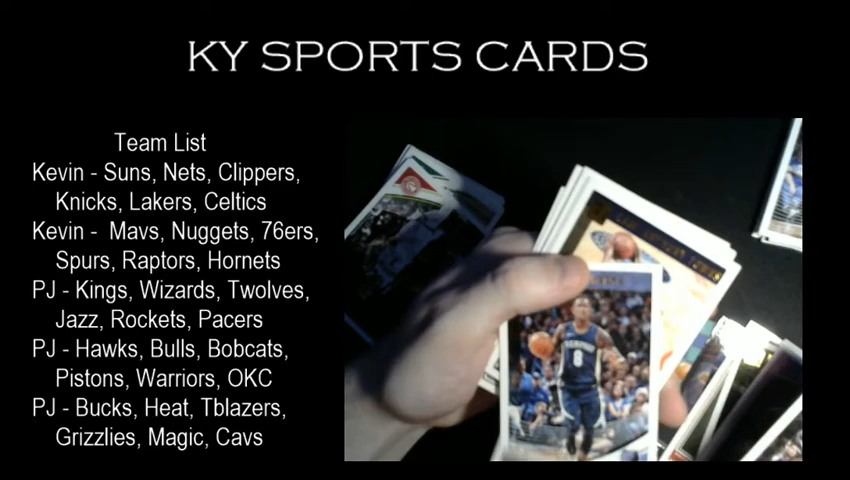 KY SPORTS CARDS
Team List
Kevin - Suns, Nets, Clippers,
Knicks, Lakers, Celtics
Kevin - Mavs, Nuggets, 76ers,
Spurs, Raptors, Hornets
PJ - Kings, Wizards, Twolves,
Jazz, Rockets, Pacers
PJ - Hawks, Bulls, Bobcats,
Pistons, Warriors, OKC
PJ - Bucks, Heat, Tblazers,
Grizzlies, Magic, Cavs
8